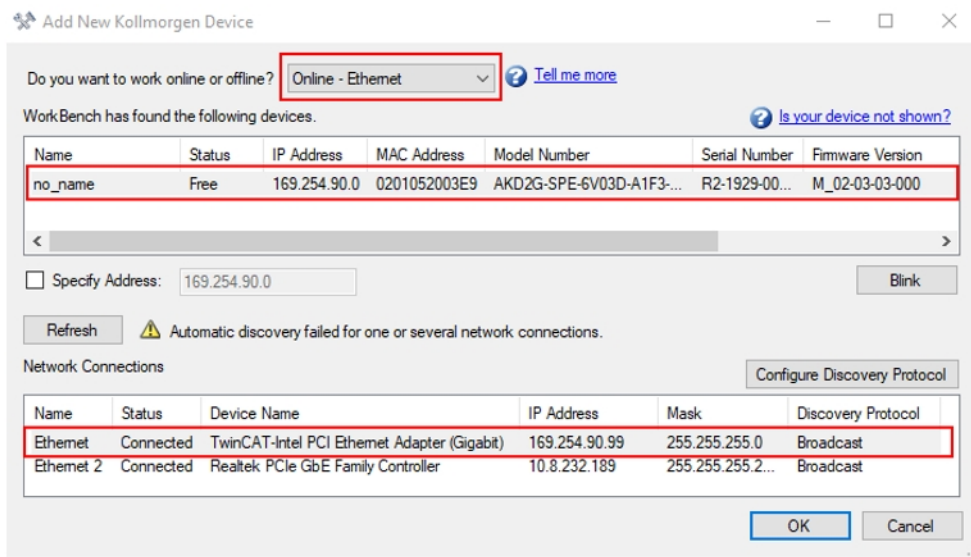 Add New Kollmorgen Device
Do you want to work online or offline? Online - Ethernet Tell me more
WorkBench has found the following devices. Is your device not shown?
Name Status IP Address MAC Address Model Number Serial Number Firmware Version
no_name Free 169.254.90.0 0201052003E9 AKD2G-SPE-6V03D-A1F3-... R2-1929-00... M_02-03-03-000
Specify Address: 169.254.90.0 Blink
Refresh Automatic discovery failed for one or several network connections.
Network Connections Configure Discovery Protocol
Name Status Device Name IP Address Mask Discovery Protocol
Ethernet Connected TwinCAT-Intel PCI Ethernet Adapter (Gigabit) 169.254.90.99 255.255.255.0 Broadcast
Ethernet 2 Connected Realtek PCIe GbE Family Controller 10.8.232.189 255.255.255.2... Broadcast
OK Cancel